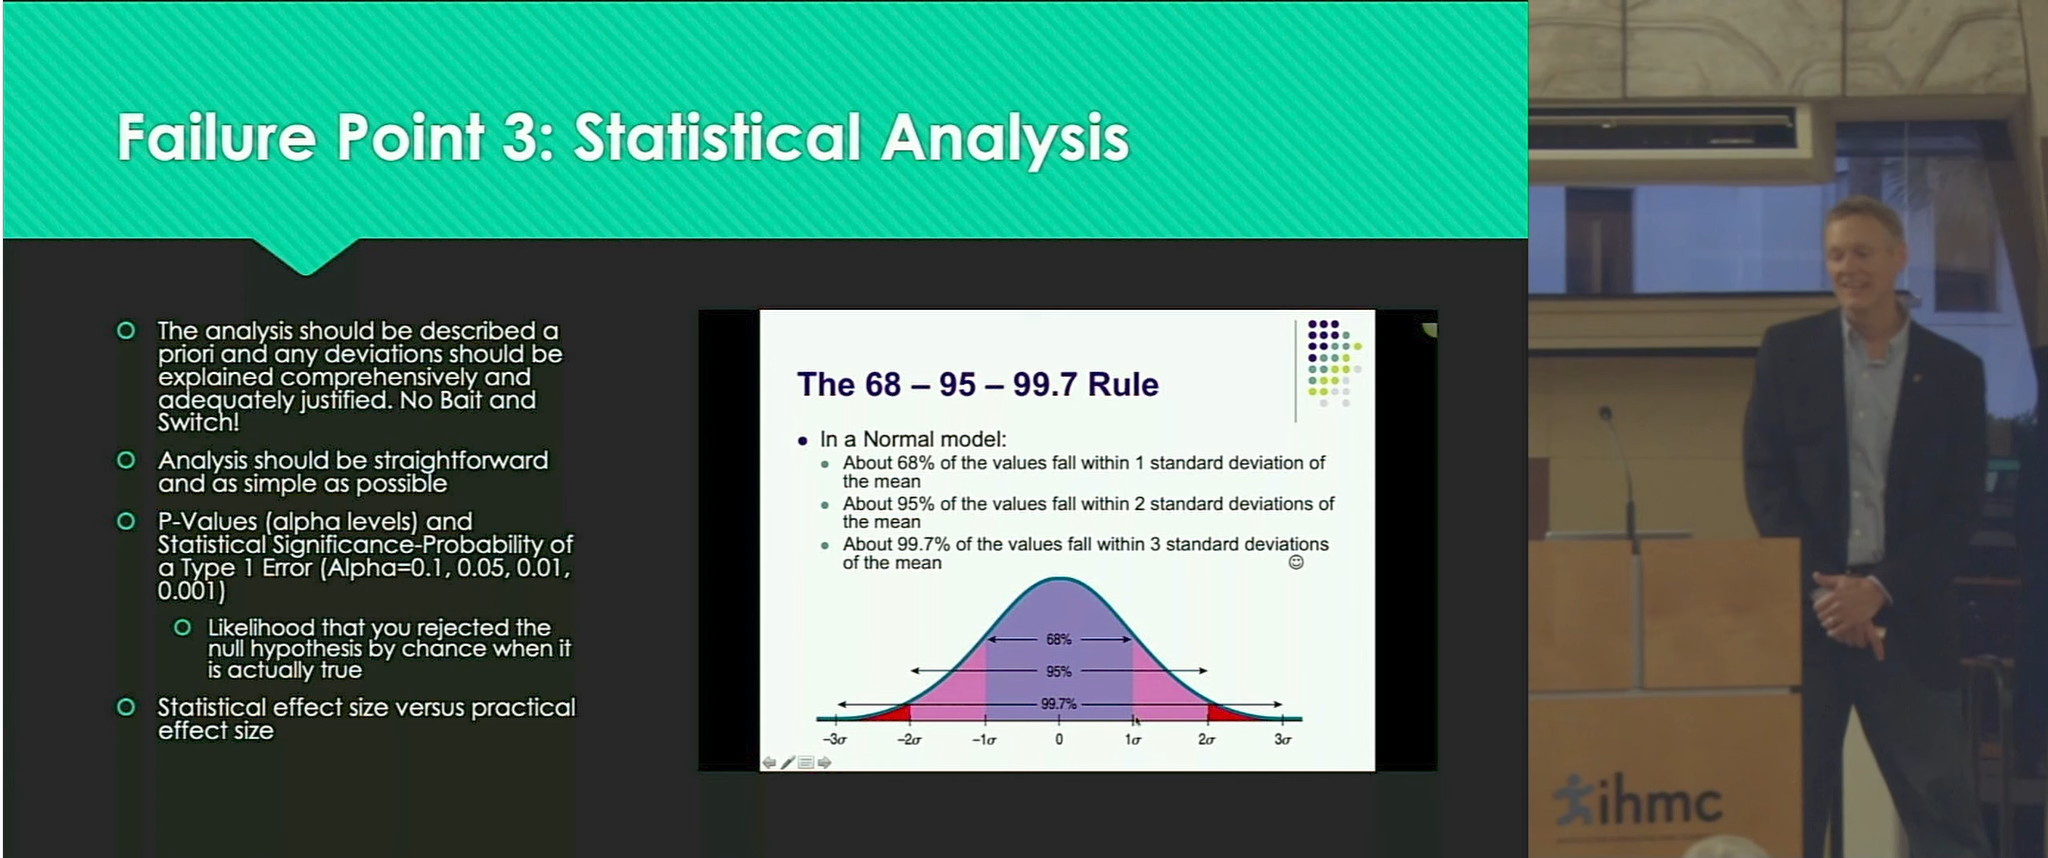 Failure Point 3: Statistical Analysis
The analysis should be described a
priori and any deviations should be
explained comprehensively and
adequately justified. No Bait and
Switch!
Analysis should be straightforward
and as simple as possible
P-Values (alpha levels) and
Statistical Significance-Probability of
a Type 1 Error (Alpha=0.1, 0.05, 0.01,
0.001)
Likelihood that you rejected the
null hypothesis by chance when it
is actually true
Statistical effect size versus practical
effect size
The 68 – 95 – 99.7 Rule
In a Normal model:
About 68% of the values fall within 1 standard deviation of
the mean
About 95% of the values fall within 2 standard deviations of
the mean
About 99.7% of the values fall within 3 standard deviations
of the mean
68%
95%
99.7%
–3σ –2σ –1σ 0 1σ 2σ 3σ
ihmc